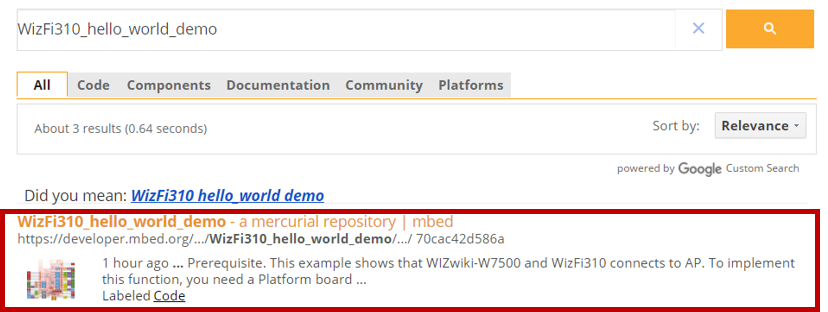 WizFi310_hello_world_demo
All Code Components Documentation Community Platforms
About 3 results (0.64 seconds)
Sort by: Relevance
powered by Google Custom Search
Did you mean: WizFi310 hello_world demo
WizFi310_hello_world_demo - a mercurial repository | mbed
https://developer.mbed.org/.../WizFi310_hello_world_demo/.../ 70cac42d586a
1 hour ago ... Prerequisite. This example shows that WIZwiki-W7500 and WizFi310 connects to AP. To implement
this function, you need a Platform board ...
Labeled Code